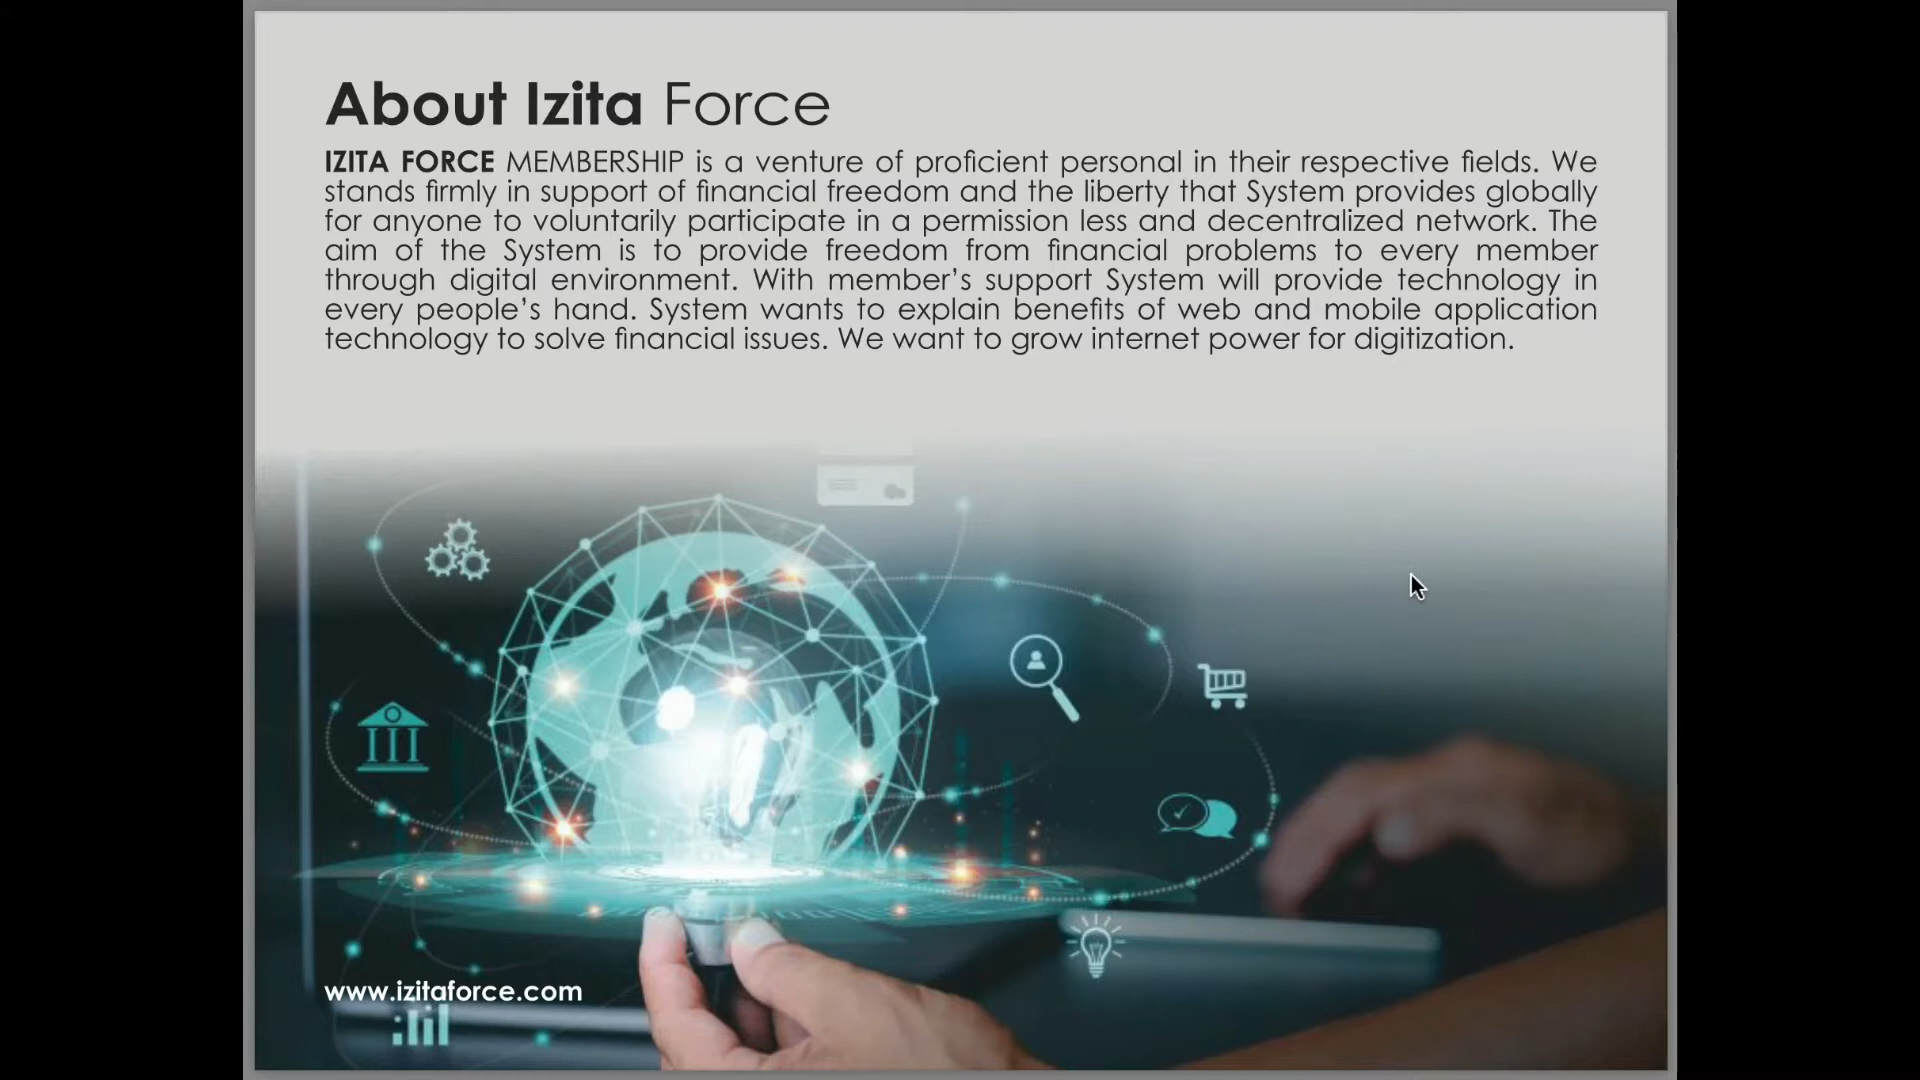 About Izita Force
IZITA FORCE MEMBERSHIP is a venture of proficient personal in their respective fields. We
stands firmly in support of financial freedom and the liberty that System provides globally
for anyone to voluntarily participate in a permission less and decentralized network. The
aim of the System is to provide freedom from financial problems to every member
through digital environment. With member’s support System will provide technology in
every people’s hand. System wants to explain benefits of web and mobile application
technology to solve financial issues. We want to grow internet power for digitization.
www.izitaforce.com